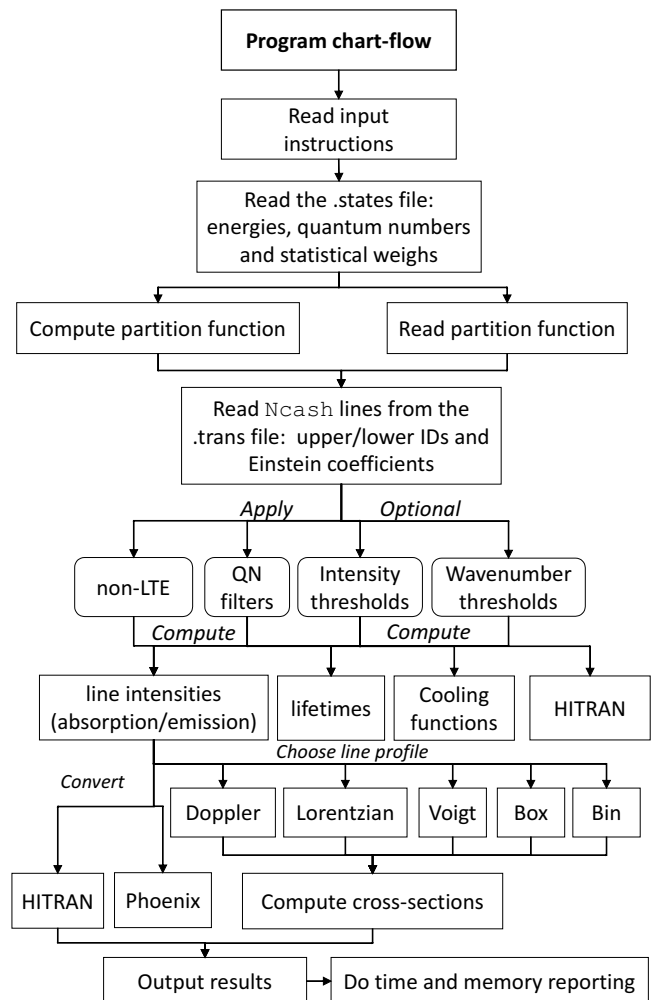 Program chart-flow
Read input
instructions
Read the .states file:
energies, quantum numbers
and statistical weighs
Compute partition function
Read partition function
Read Ncash lines from the
.trans file: upper/lower IDs and
Einstein coefficients
Apply
Optional
non-LTE
QN
filters
Intensity
thresholds
Wavenumber
thresholds
Compute
Compute
line intensities
(absorption/emission)
lifetimes
Cooling
functions
HITRAN
Choose line profile
Convert
Doppler
Lorentzian
Voigt
Box
Bin
HITRAN
Phoenix
Compute cross-sections
Output results
Do time and memory reporting